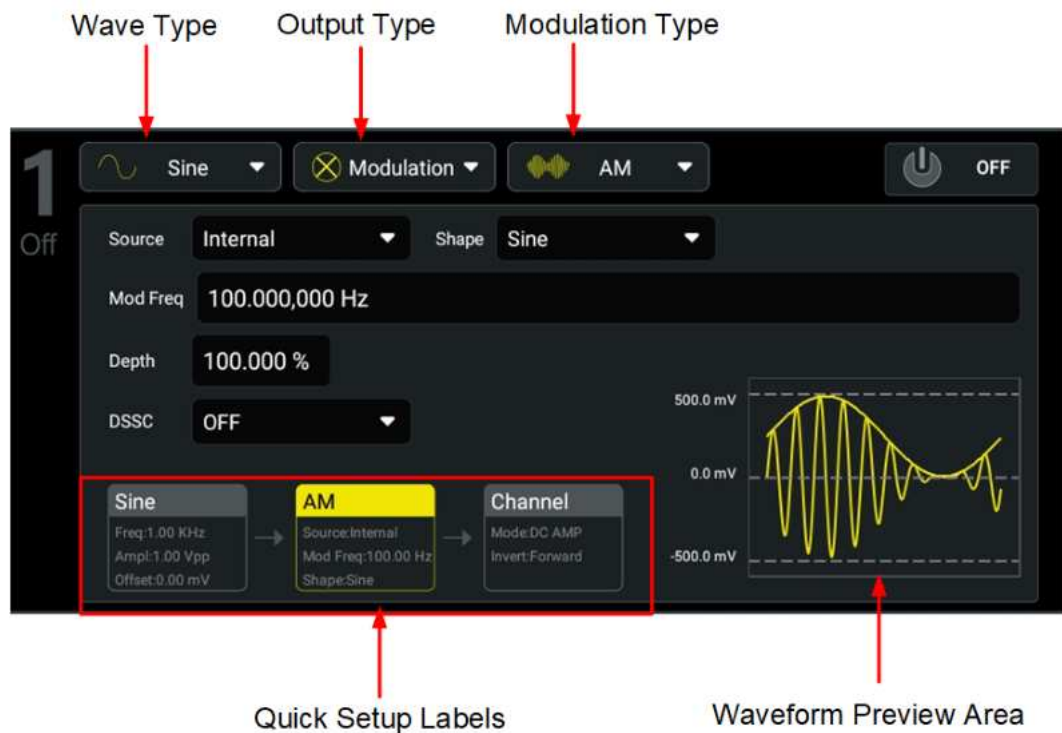 Wave Type Output Type Modulation Type
1 Sine Modulation AM OFF
Off
Source Internal Shape Sine
Mod Freq 100.000,000 Hz
Depth 100.000 %
DSSC OFF
500.0 mV
0.0 mV
-500.0 mV
Sine
Freq:1.00 KHz
Ampl:1.00 Vpp
Offset:0.00 mV
AM
Source:Internal
Mod Freq:100.00 Hz
Shape:Sine
Channel
Mode:DC AMP
Invert:Forward
Quick Setup Labels Waveform Preview Area